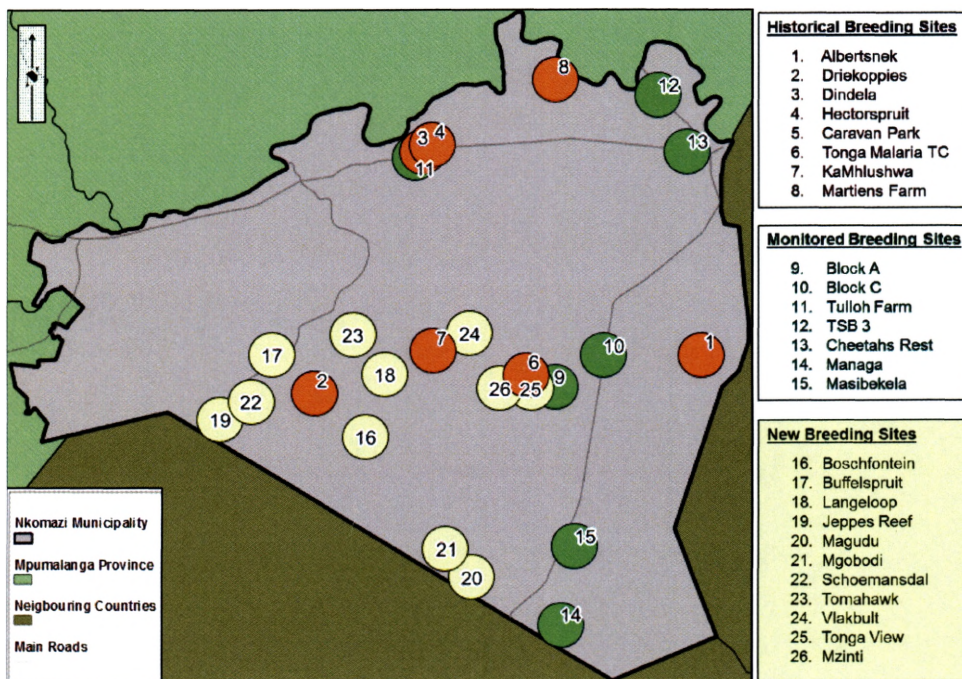 8
12
3
4
13
11
23
7
24
17
10
1
18
6
2
9
26
25
22
19
16
21
15
20
14
Nkomazi Municipality
Mpumalanga Province
Neigbouring Countries
Main Roads
Historical Breeding Sites
1. Albertsnek
2. Driekoppies
3. Dindela
4. Hectorspruit
5. Caravan Park
6. Tonga Malaria TC
7. KaMhlushwa
8. Martiens Farm
Monitored Breeding Sites
9. Block A
10. Block C
11. Tulloh Farm
12. TSB 3
13. Cheetahs Rest
14. Managa
15. Masibekela
New Breeding Sites
16. Boschfontein
17. Buffelspruit
18. Langeloop
19. Jeppes Reef
20. Magudu
21. Mgobodi
22. Schoemansdal
23. Tomahawk
24. Vlakbult
25. Tonga View
26. Mzinti